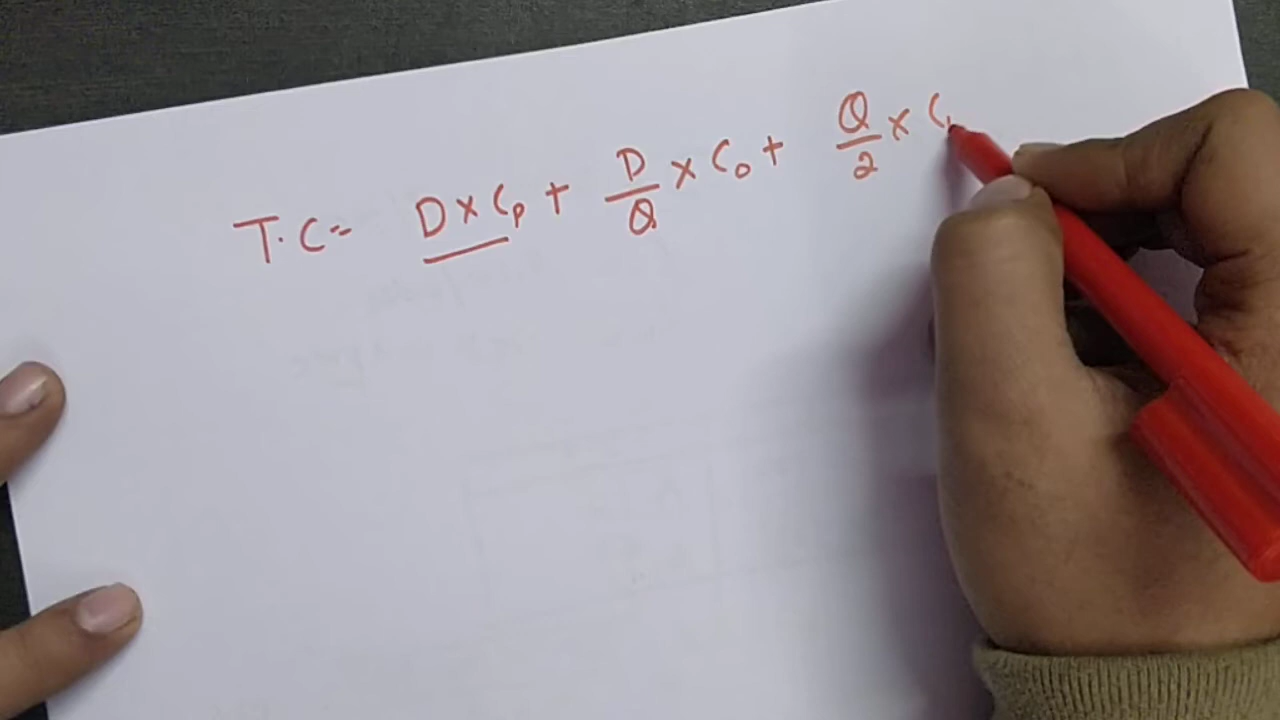 T.C = D x Cp + D/Q x Co + Q/2 x C